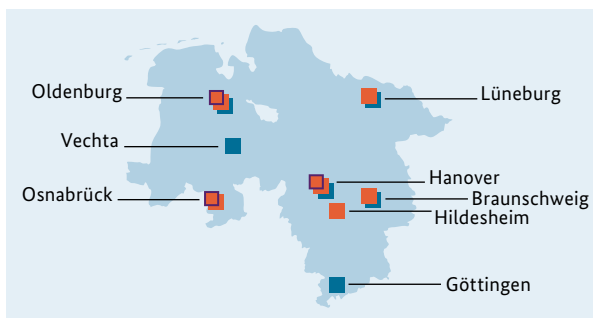 Oldenburg
Lüneburg
Vechta
Hanover
Osnabrück
Braunschweig
Hildesheim
Göttingen